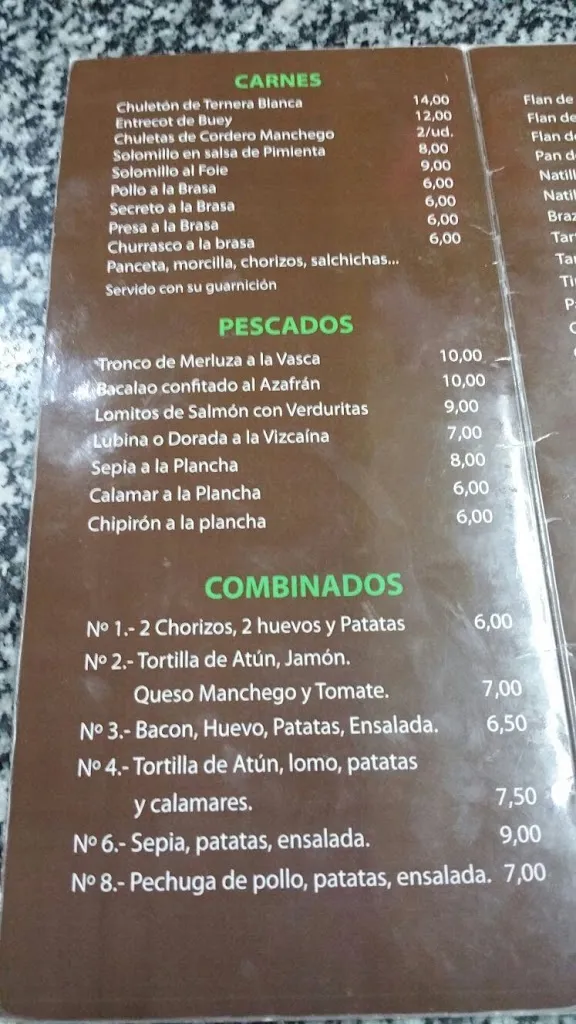 CARNES
Chuletón de Ternera Blanca 14,00
Entrecot de Buey 12,00
Chuletas de Cordero Manchego 2/ud.
Solomillo en salsa de Pimienta 8,00
Solomillo al Foie 9,00
Pollo a la Brasa 6,00
Secreto a la Brasa 6,00
Presa a la Brasa 6,00
Churrasco a la brasa 6,00
Panceta, morcilla, chorizos, salchichas...
Servido con su guarnición
PESCADOS
Tronco de Merluza a la Vasca 10,00
Bacalao confitado al Azafrán 10,00
Lomitos de Salmón con Verduritas 9,00
Lubina o Dorada a la Vizcaína 7,00
Sepia a la Plancha 8,00
Calamar a la Plancha 6,00
Chipirón a la plancha 6,00
COMBINADOS
Nº 1.- 2 Chorizos, 2 huevos y Patatas 6,00
Nº 2.- Tortilla de Atún, Jamón.
Queso Manchego y Tomate. 7,00
Nº 3.- Bacon, Huevo, Patatas, Ensalada. 6,50
Nº 4.- Tortilla de Atún, lomo, patatas
y calamares. 7,50
Nº 6.- Sepia, patatas, ensalada. 9,00
Nº 8.- Pechuga de pollo, patatas, ensalada. 7,00
Flan de
Flan de
Flan d
Pan d
Natill
Natil
Braz
Tar
Ta
Ti
P